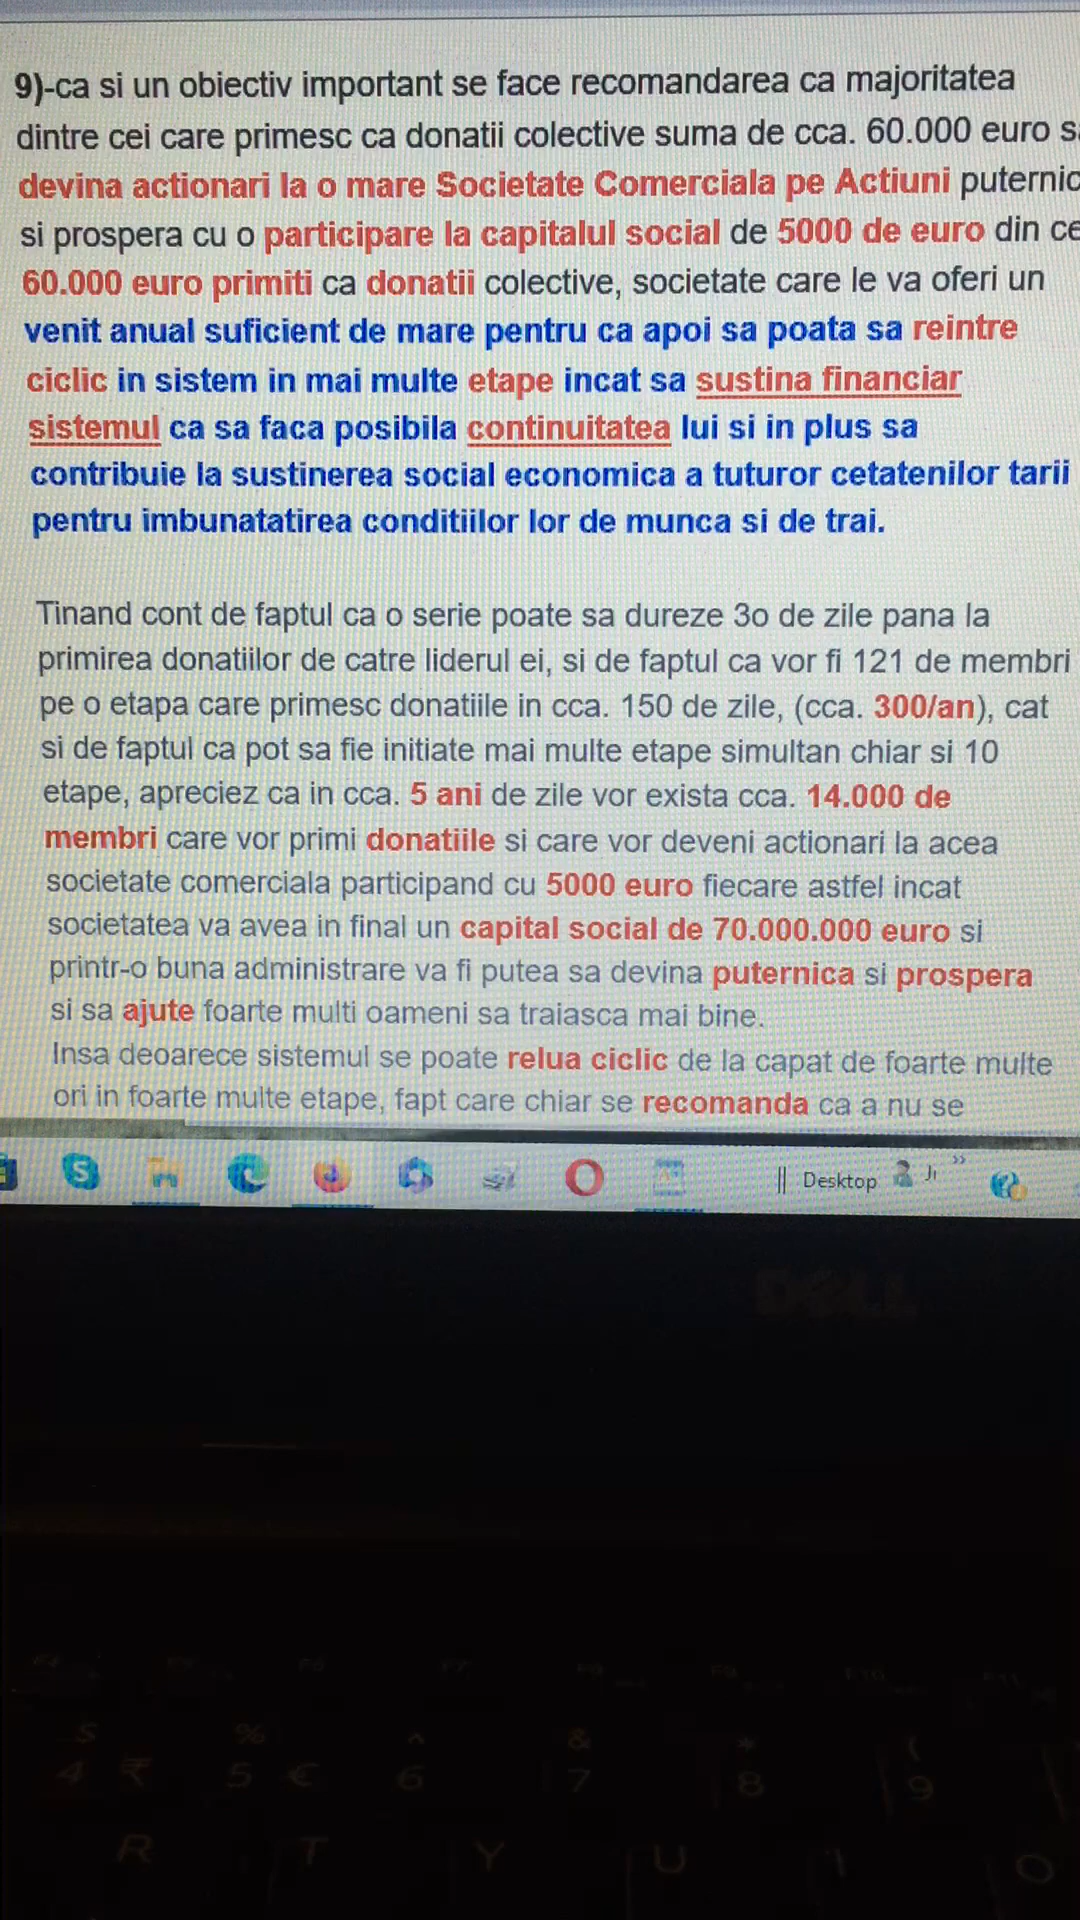 9)-ca si un obiectiv important se face recomandarea ca majoritatea
dintre cei care primesc ca donatii colective suma de cca. 60.000 euro
devina actionari la o mare Societate Comerciala pe Actiuni
si prospera cu o participare la capitalul social de 5000 de euro din
60.000 euro primiti ca donatii colective, societate care le va oferi un
venit anual suficient de mare pentru ca apoi sa poata sa reintre
ciclic in sistem in mai multe etape incat sa sustina financiar
sistemul ca sa faca posibila continuitatea lui si in plus sa
contribuie la sustinerea social economica a tuturor cetatenilor tarii
pentru imbunatatirea conditiilor lor de munca si de trai.
Tinand cont de faptul ca o serie poate sa dureze 3o de zile pana la
primirea donatiilor de catre liderul ei, si de faptul ca vor fi 121 de membri
pe o etapa care primesc donatiile in cca. 150 de zile, (cca. 300/an), cat
si de faptul ca pot sa fie initiate mai multe etape simultan chiar si 10
etape, apreciez ca in cca. 5 ani de zile vor exista cca. 14.000 de
membri care vor primi donatiile si care vor deveni actionari la acea
societate comerciala participand cu 5000 euro fiecare astfel incat
societatea va avea in final un capital social de 70.000.000 euro si
printr-o buna administrare va fi putea sa devina puternica si prospera
si sa ajute foarte multi oameni sa traiasca mai bine.
Insa deoarece sistemul se poate relua ciclic de la capat de foarte multe
ori in foarte multe etape, fapt care chiar se recomanda ca a nu se
Desktop
DELL
F6
F7
$ % ^ & * (
4 ₹ 5 € 6 7 8 9
R T Y U I O